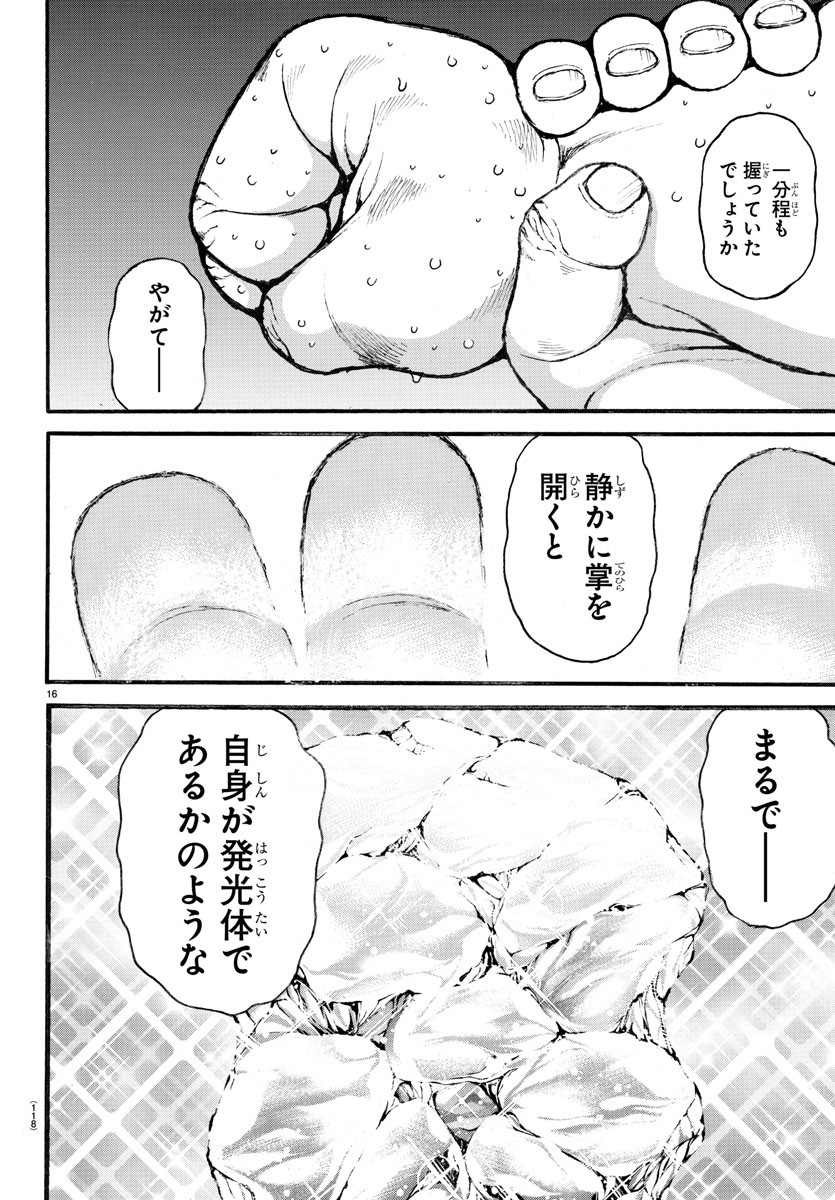 一分程も
握っていた
でしょうか
やがて——
静かに掌を
開くと
まるで——
自身が発光体で
あるかのような
16
(118)